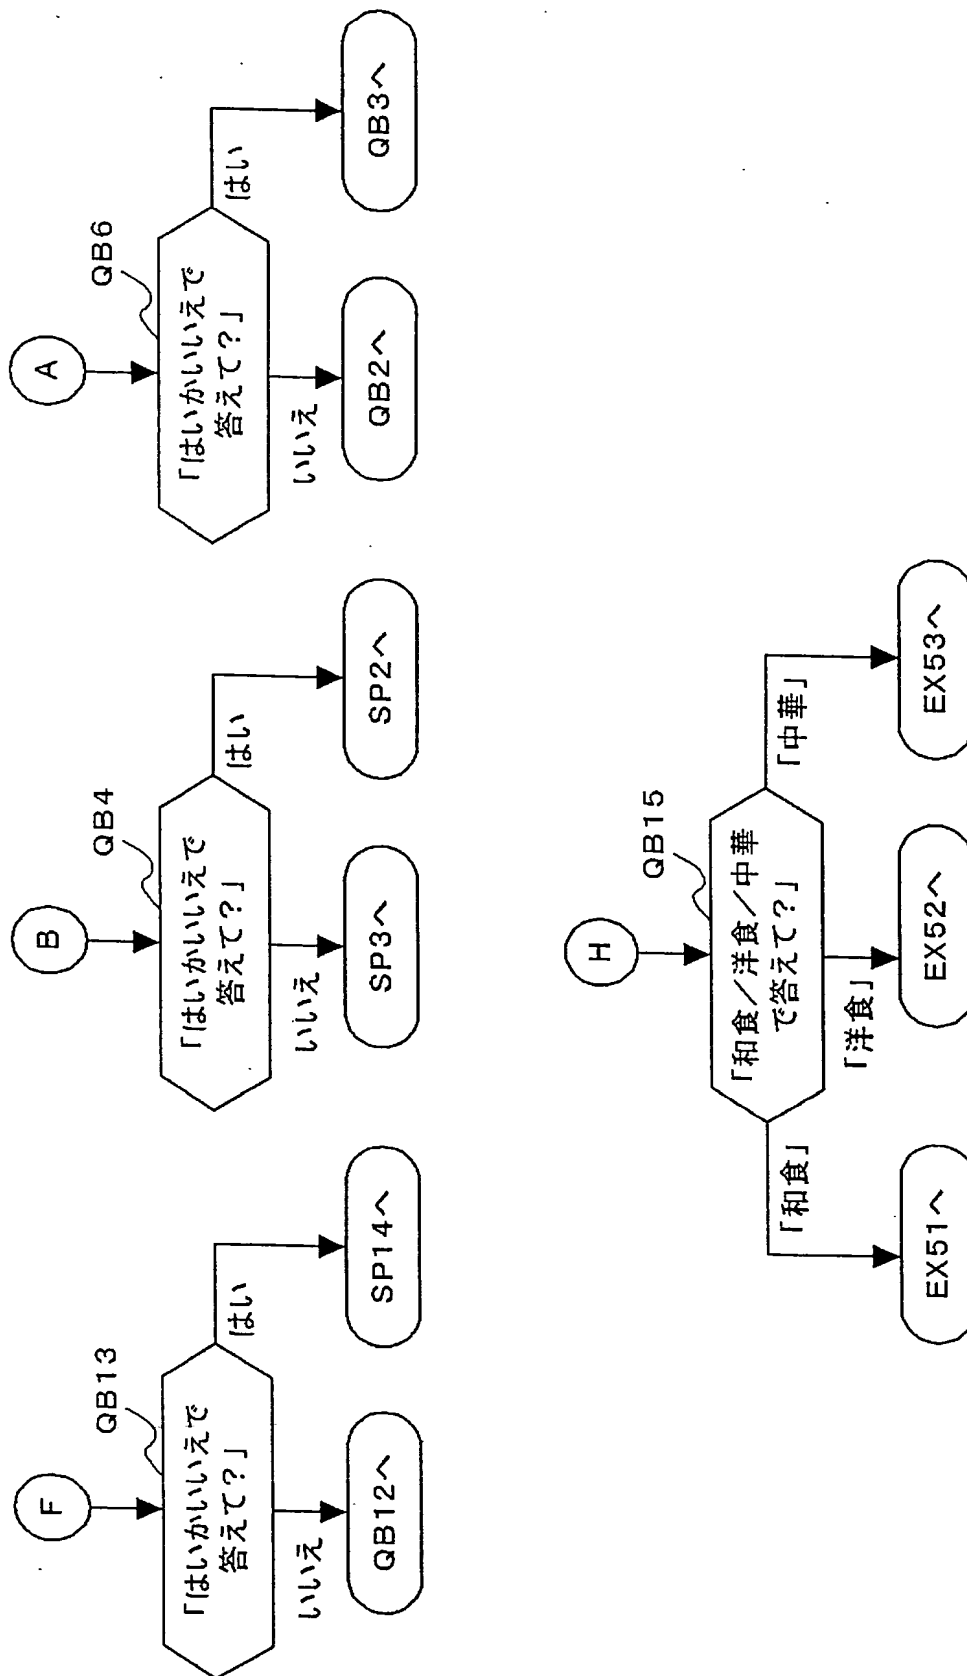 F
QB13
「はいかいいえで
答えて?」
はい
いいえ
SP14へ
QB12へ
B
QB4
「はいかいいえで
答えて?」
はい
いいえ
SP2へ
SP3へ
A
QB6
「はいかいいえで
答えて?」
はい
いいえ
QB3へ
QB2へ
H
QB15
「和食/洋食/中華
で答えて?」
「和食」
「洋食」
「中華」
EX51へ
EX52へ
EX53へ